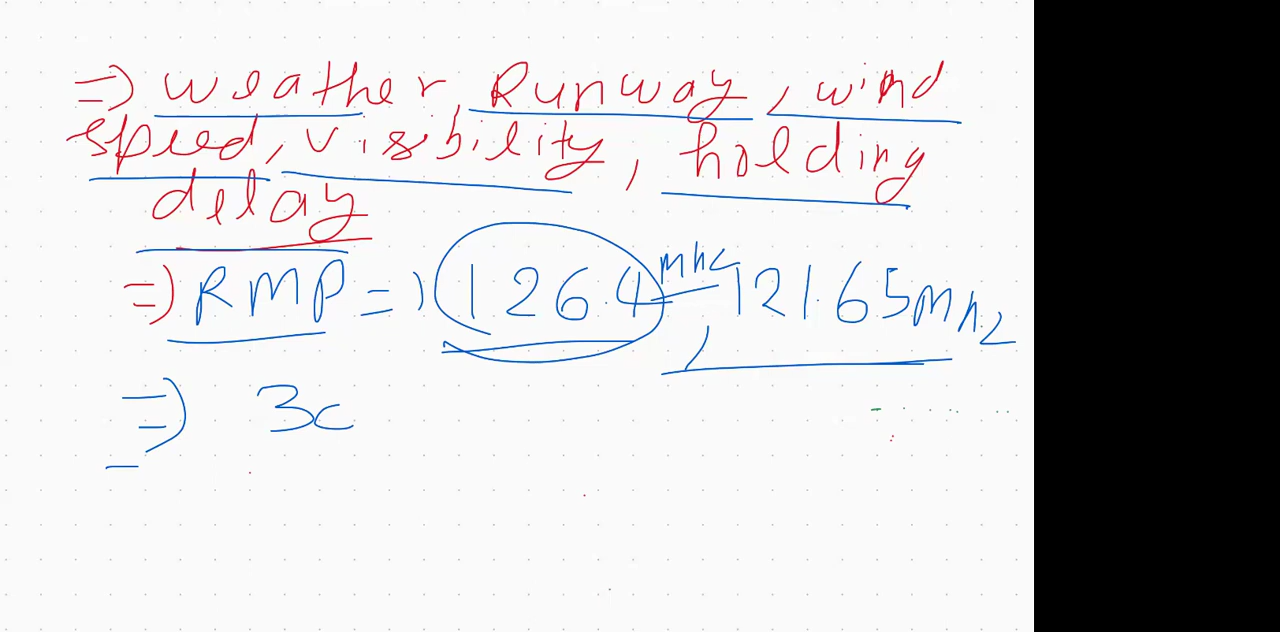 => weather, Runway, wind
speed, visibility, holding
delay
=> RMP => 126.4 mhz, 121.65 mhz
=> 3c